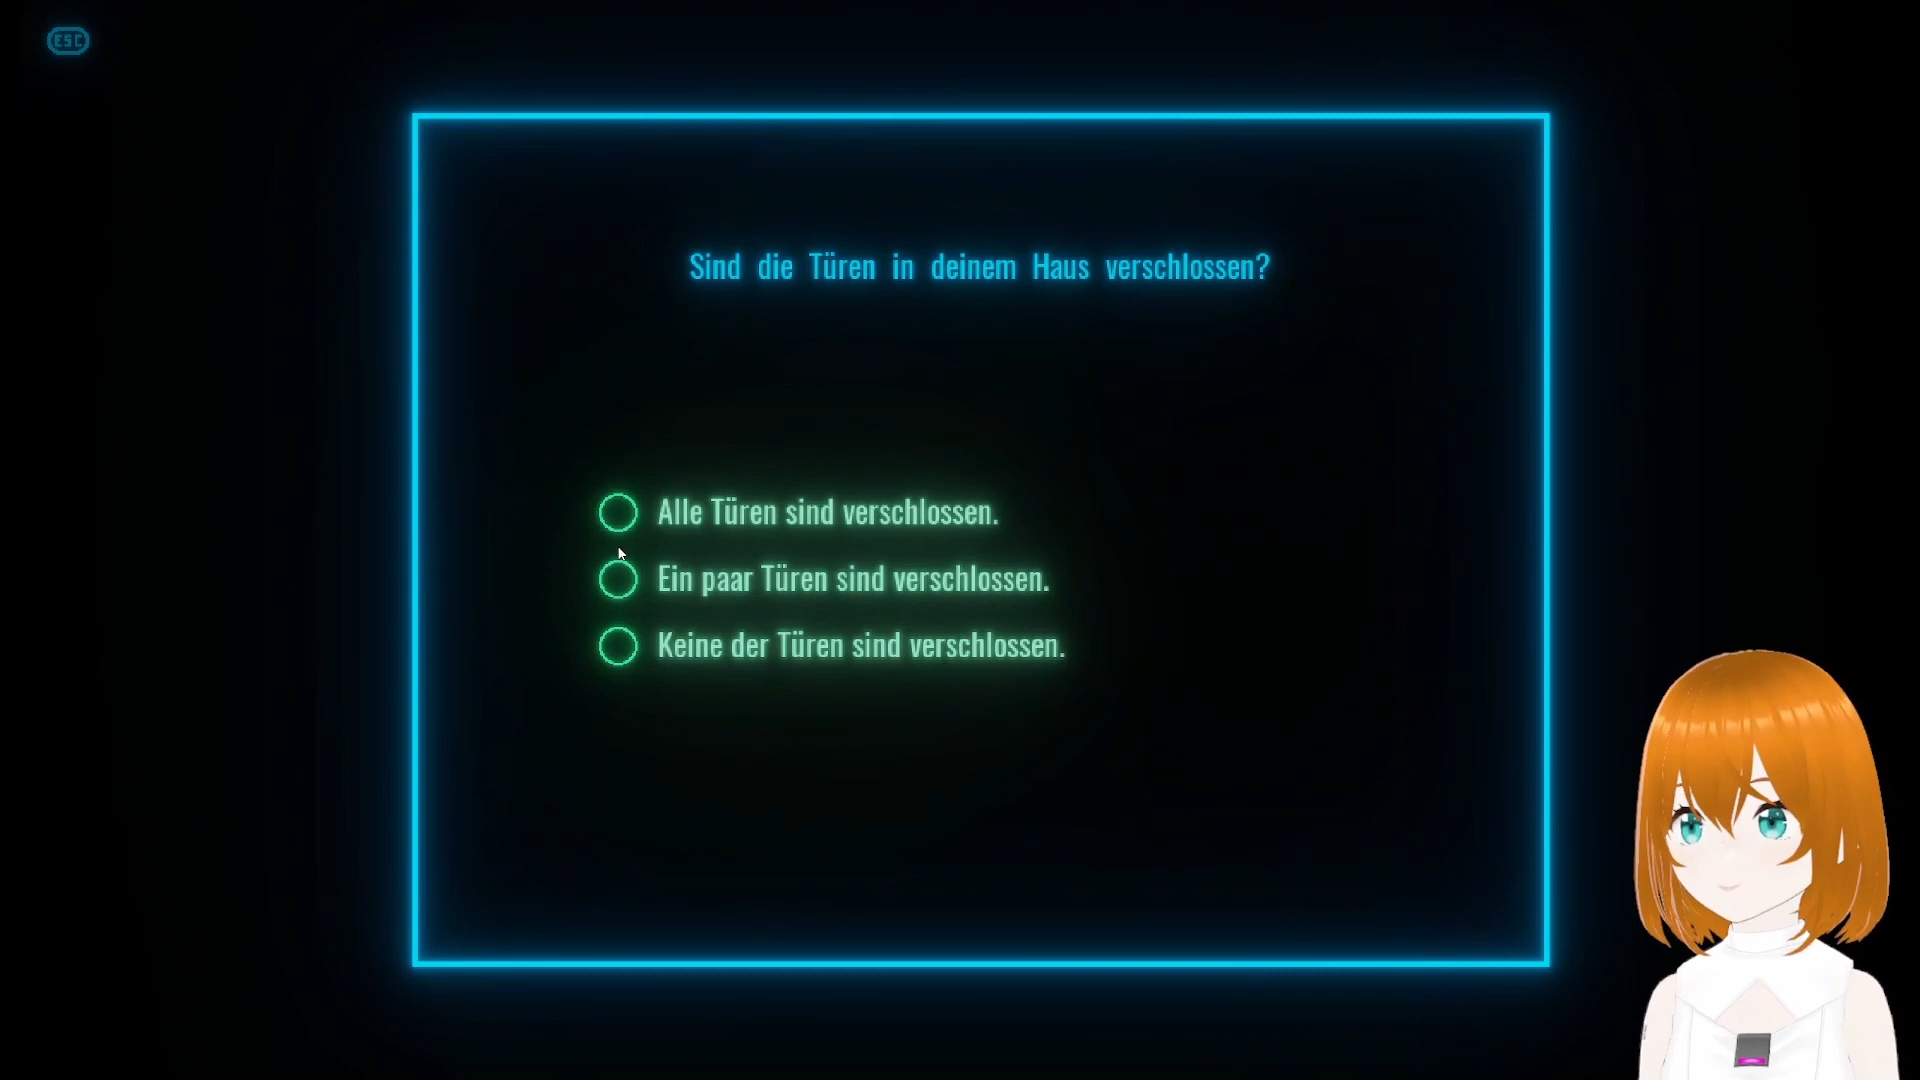 ESC
Sind die Türen in deinem Haus verschlossen?
Alle Türen sind verschlossen.
Ein paar Türen sind verschlossen.
Keine der Türen sind verschlossen.